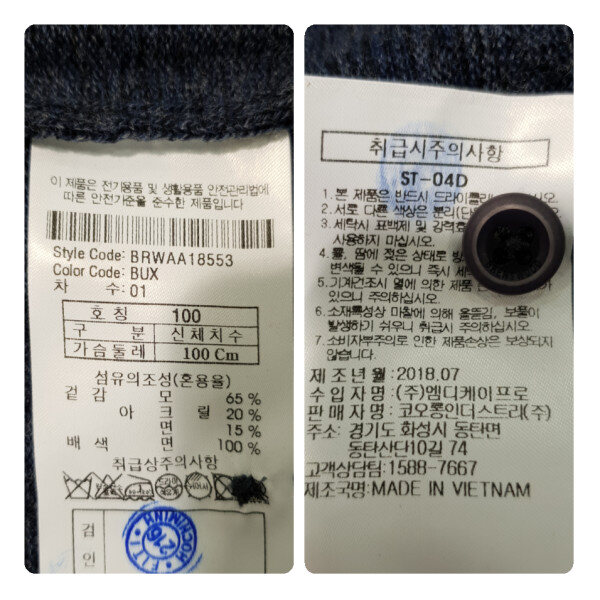 이 제품은 전기용품 및 생활용품 안전관리법에
따른 안전기준을 준수한 제품입니다
Style Code: BRWAA18553
Color Code: BUX
차 수: 01
호 칭 100
구 분 신체치수
가슴둘레 100 Cm
섬유의조성(혼용율)
겉 감 모 65 %
아 크 릴 20 %
면 15 %
배 색 면 100 %
취급상주의사항
검
인
FITI
HOCHIMINH
216
취급시주의사항
ST-04D
1. 본 제품은 반드시 드라이클리 시오.
2. 서로 다른 색상은 분리(단
3. 세탁시 표백제 및 강력효
사용하지 마십시오.
4. 물, 땀에 젖은 상태로 방
변색될 수 있으니 즉시 세
5. 기계건조시 열에 의한 제품
있으니 주의하십시오.
6. 소재특성상 마찰에 의해 올뜯김, 보풀이
발생하기 쉬우니 취급시 주의하십시오.
7. 소비자부주의로 인한 제품손상은 보상되지
않습니다.
제 조 년 월 : 2018.07
수 입 자 명 : (주)엠디케이프로
판 매 자 명 : 코오롱인더스트리(주)
주소: 경기도 화성시 동탄면
동탄산단10길 74
고객상담팀: 1588-7667
제조국명: MADE IN VIETNAM